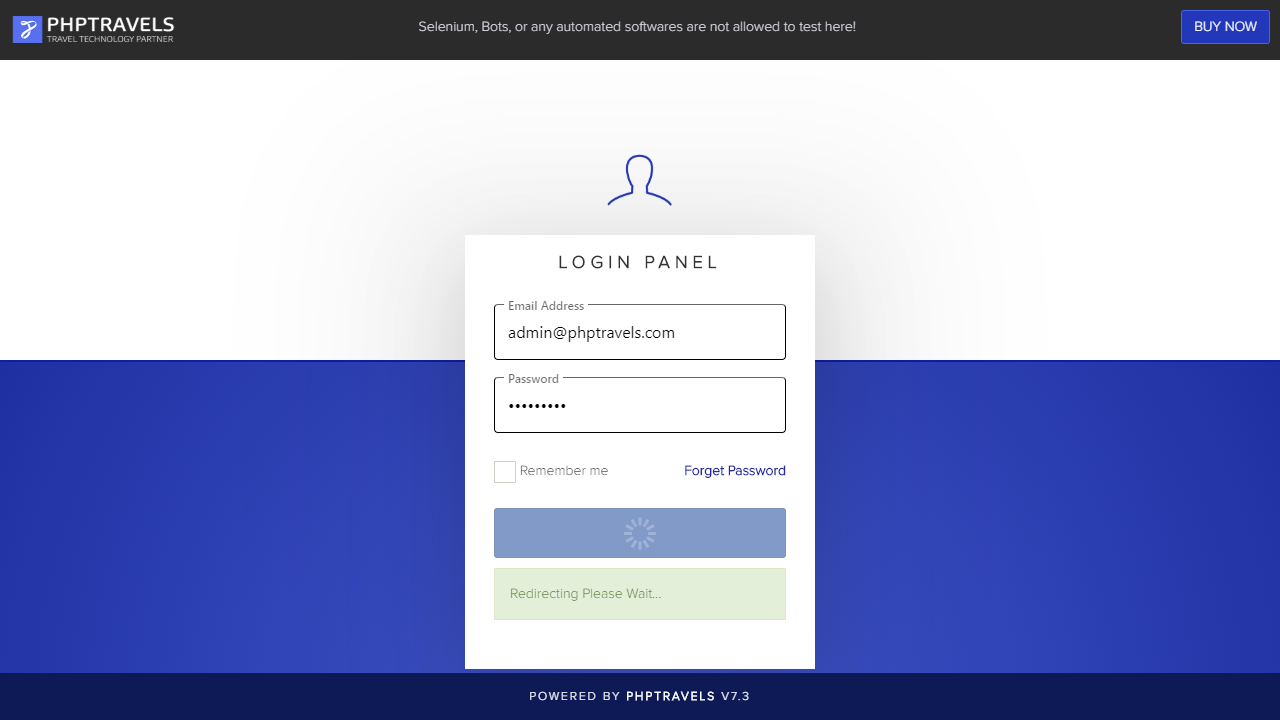 PHPTRAVELS
TRAVEL TECHNOLOGY PARTNER
Selenium, Bots, or any automated softwares are not allowed to test here!
BUY NOW
LOGIN PANEL
Email Address
admin@phptravels.com
Password
•••••••••
Remember me
Forget Password
Redirecting Please Wait...
POWERED BY PHPTRAVELS V7.3